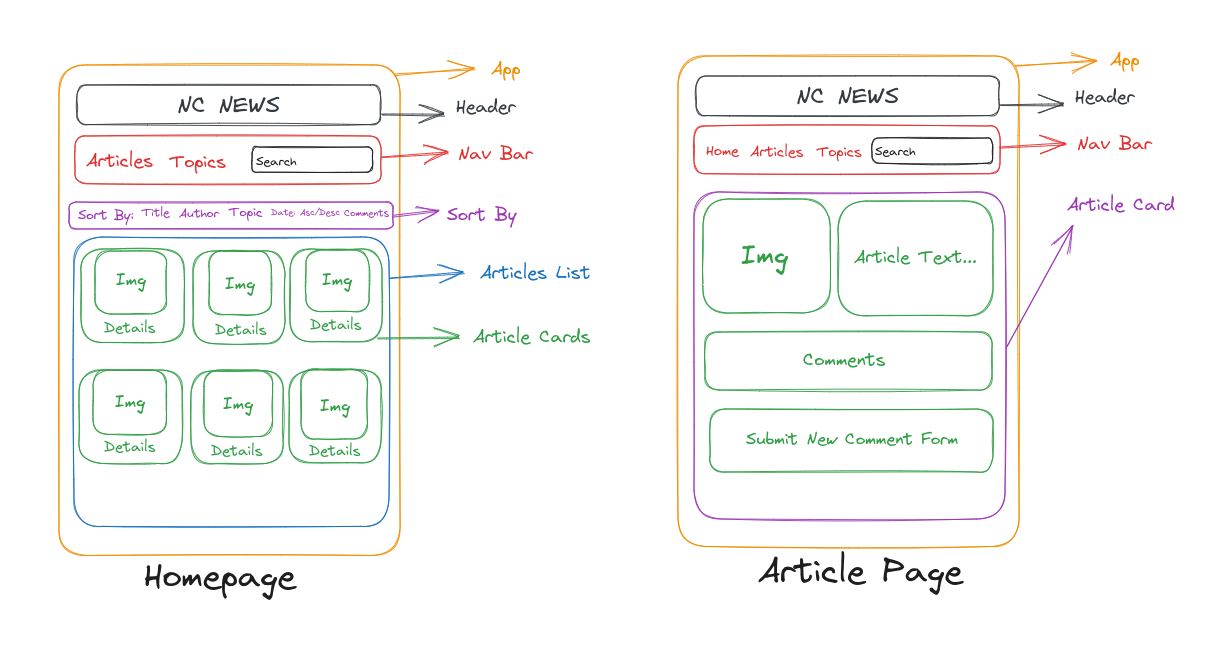 App
NC NEWS
Header
Articles Topics Search
Nav Bar
Sort By: Title Author Topic Date: Asc/Desc Comments
Sort By
Articles List
Img Img Img
Details Details Details
Article Cards
Img Img Img
Details Details Details
Homepage
App
NC NEWS
Header
Home Articles Topics Search
Nav Bar
Article Card
Img
Article Text...
Comments
Submit New Comment Form
Article Page